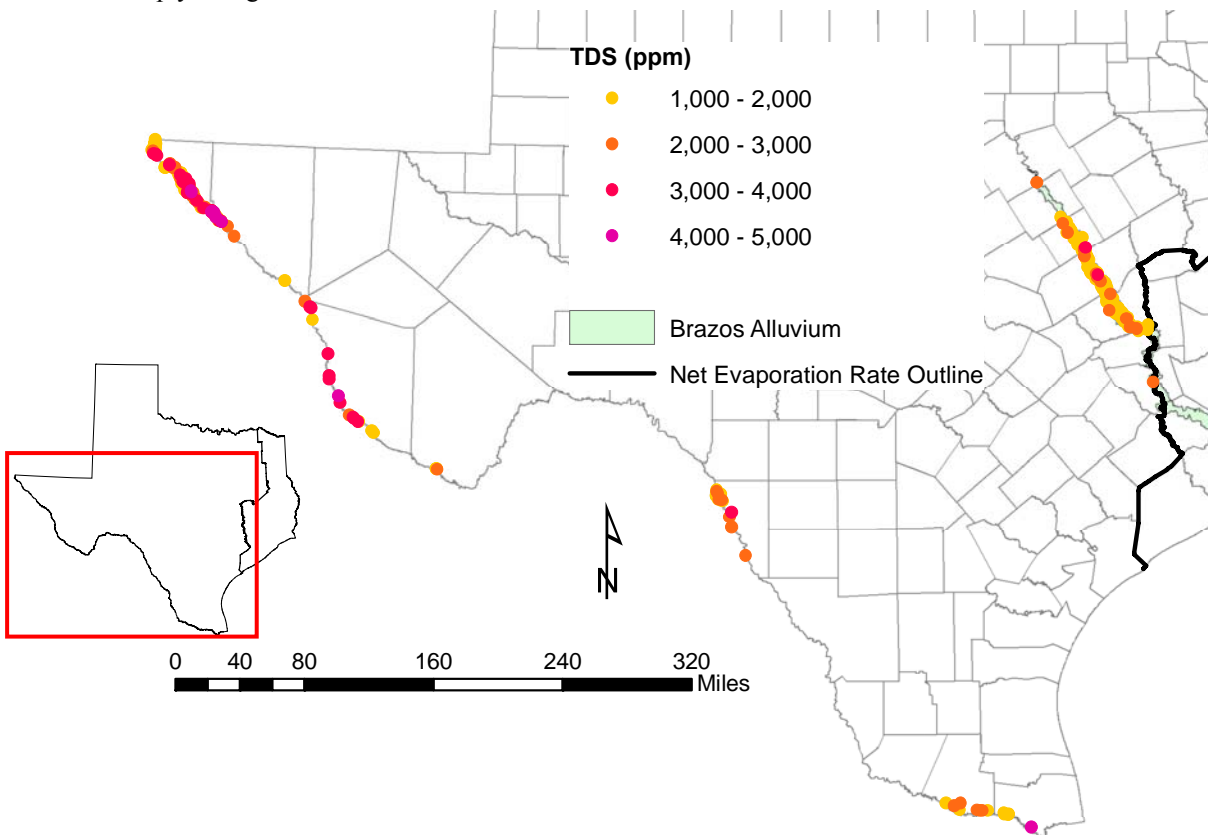 TDS (ppm)
1,000 - 2,000
2,000 - 3,000
3,000 - 4,000
4,000 - 5,000
Brazos Alluvium
Net Evaporation Rate Outline
N
0 40 80 160 240 320
Miles